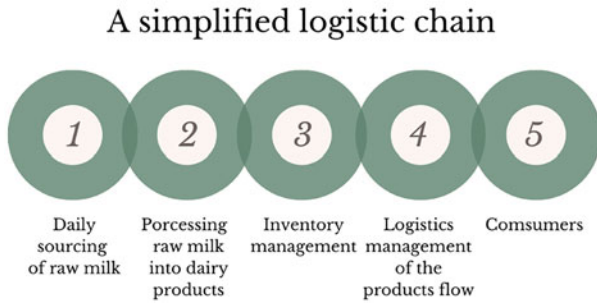 A simplified logistic chain
1 2 3 4 5
Daily
sourcing
of raw milk
Porcessing
raw milk
into dairy
products
Inventory
management
Logistics
management
of the
products flow
Comsumers